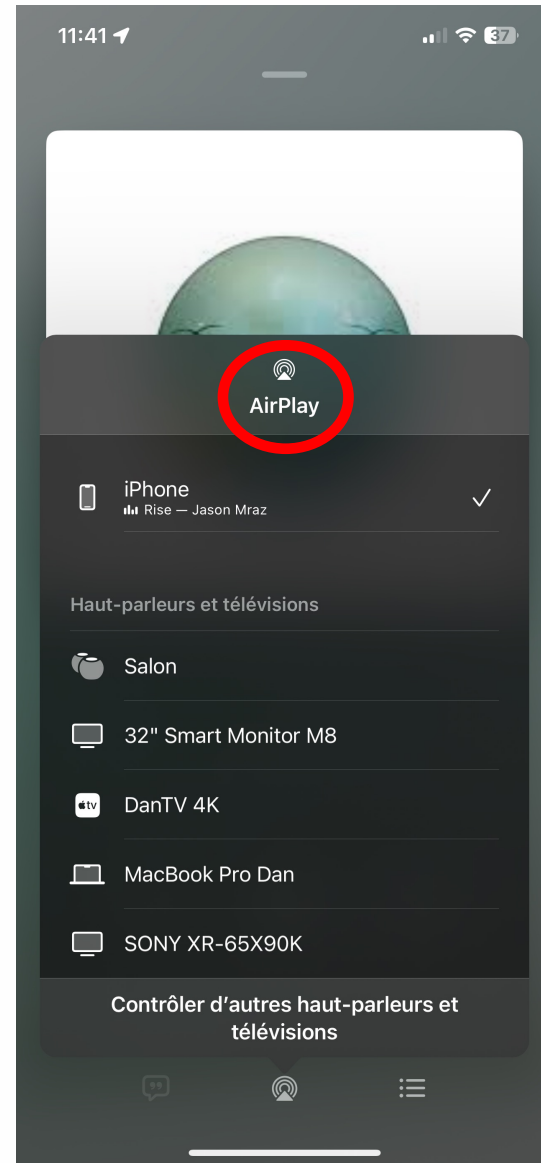 11:41
37
AirPlay
iPhone
Rise — Jason Mraz
Haut-parleurs et télévisions
Salon
32" Smart Monitor M8
tv
DanTV 4K
MacBook Pro Dan
SONY XR-65X90K
Contrôler d’autres haut-parleurs et
télévisions